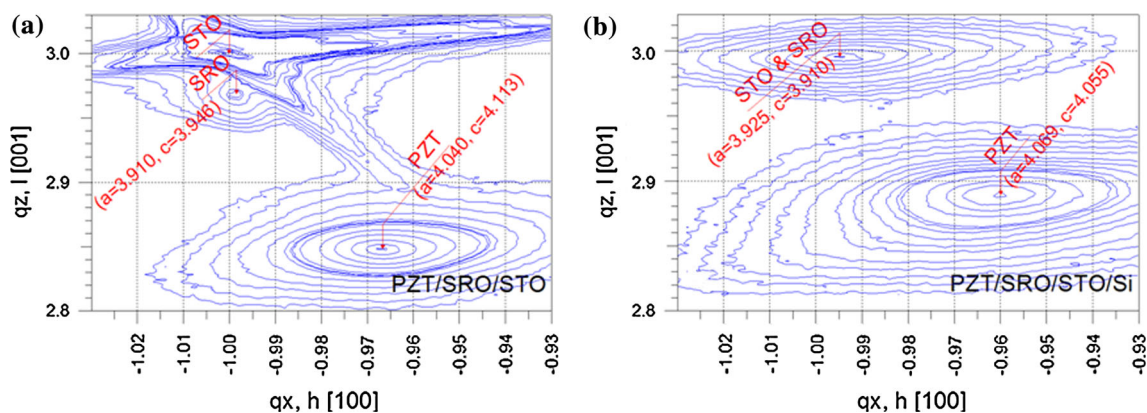 (a)
STO
SRO
(a=3.910, c=3.946)
PZT
(a=4.040, c=4.113)
PZT/SRO/STO
3.0
2.9
2.8
qz, l [001]
-1.02
-1.01
-1.00
-0.99
-0.98
-0.97
-0.96
-0.95
-0.94
-0.93
qx, h [100]
(b)
STO & SRO
(a=3.925, c=3.910)
PZT
(a=4.069, c=4.055)
PZT/SRO/STO/Si
3.0
2.9
2.8
qz, l [001]
-1.02
-1.01
-1.00
-0.99
-0.98
-0.97
-0.96
-0.95
-0.94
-0.93
qx, h [100]